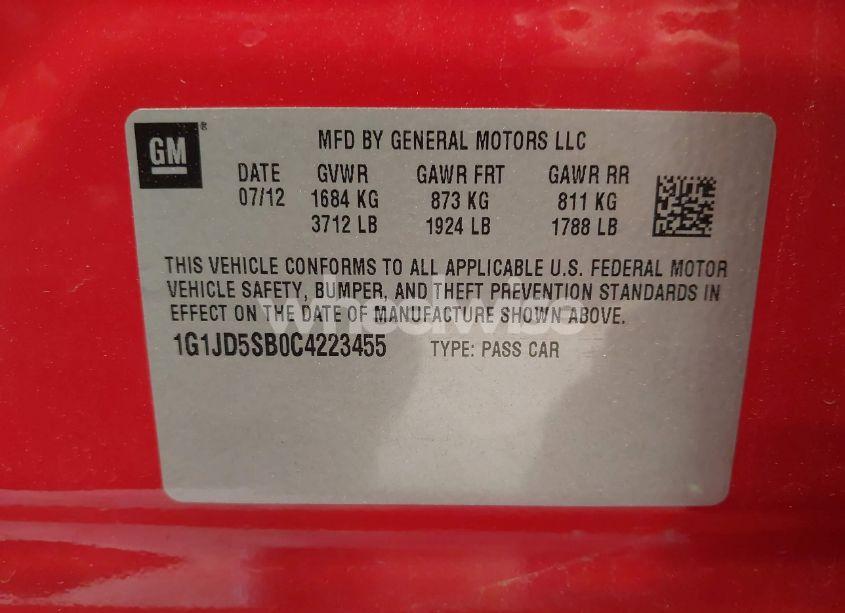 GM®
MFD BY GENERAL MOTORS LLC
DATE GVWR GAWR FRT GAWR RR
07/12 1684 KG 873 KG 811 KG
3712 LB 1924 LB 1788 LB
THIS VEHICLE CONFORMS TO ALL APPLICABLE U.S. FEDERAL MOTOR
VEHICLE SAFETY, BUMPER, AND THEFT PREVENTION STANDARDS IN
EFFECT ON THE DATE OF MANUFACTURE SHOWN ABOVE.
wheelwise
1G1JD5SB0C4223455 TYPE: PASS CAR